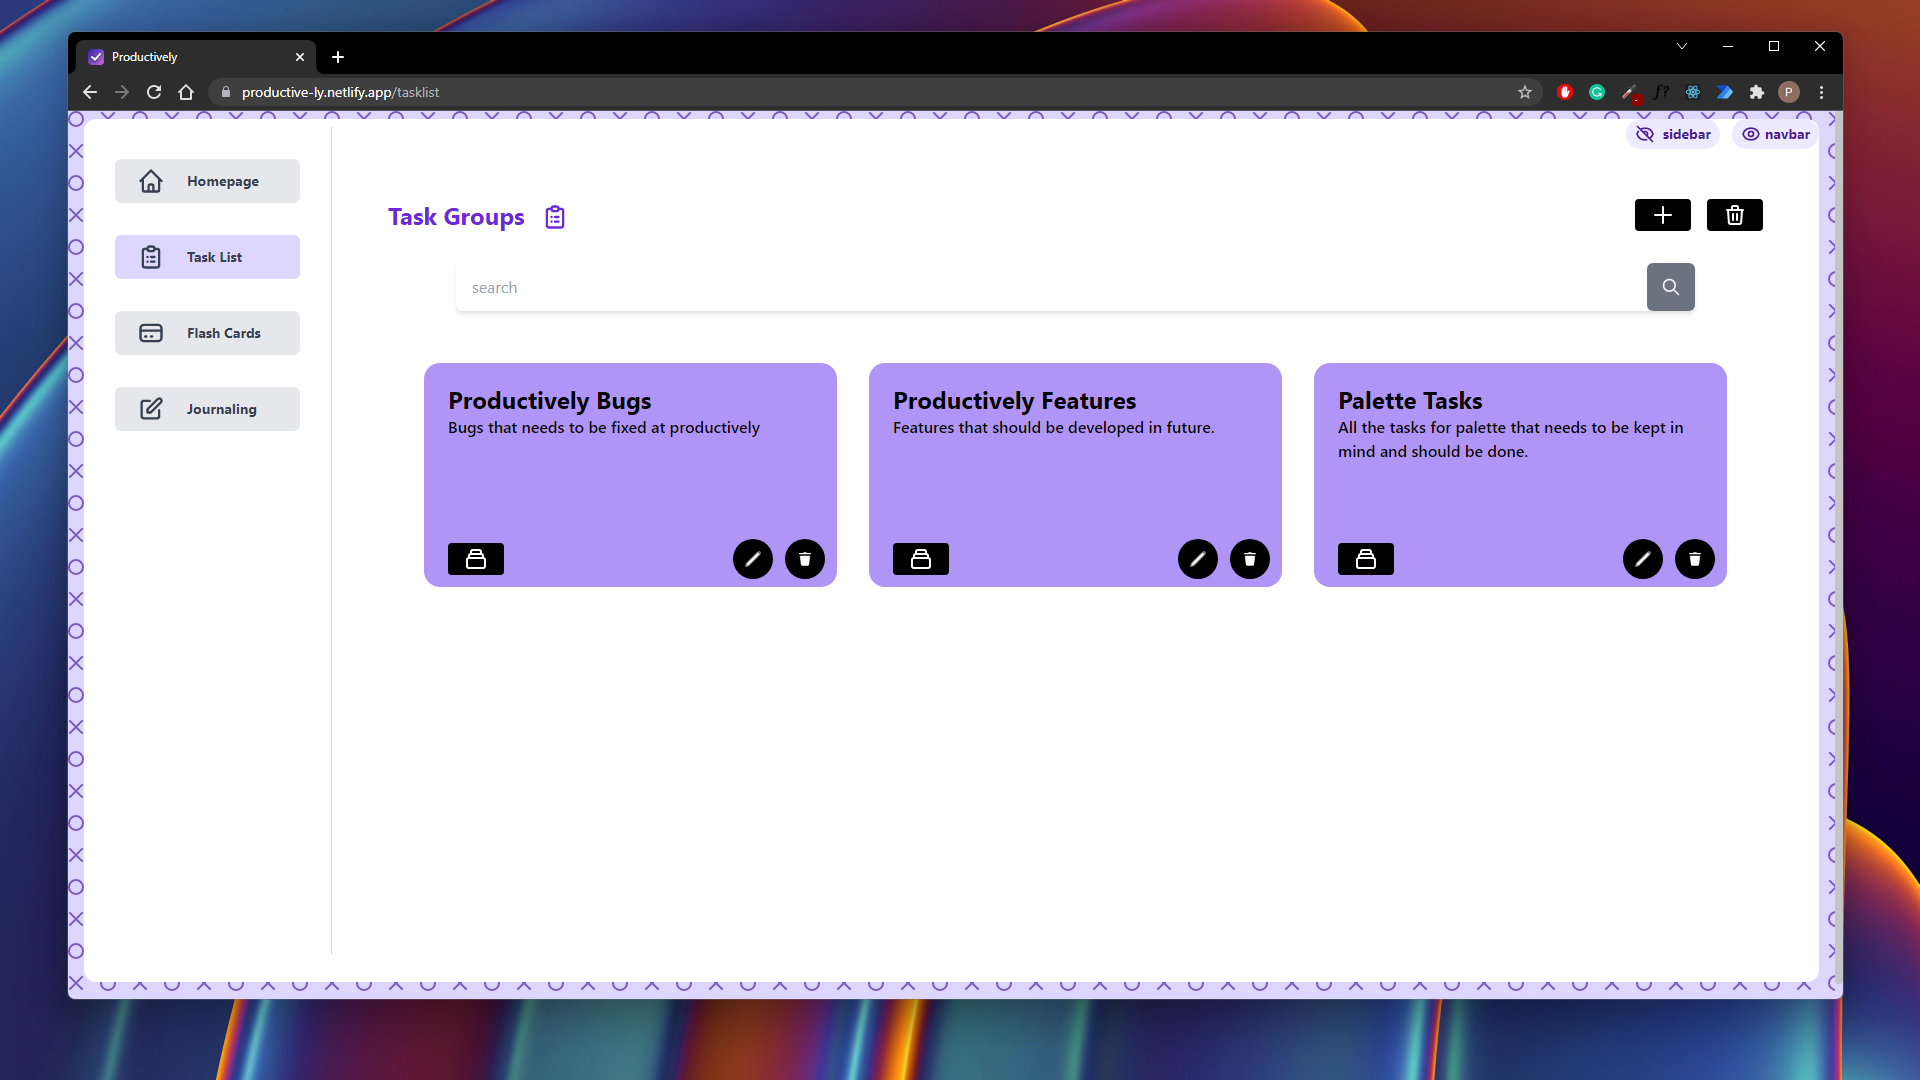 Productively
productive-ly.netlify.app/tasklist
f?
P
sidebar
navbar
Homepage
Task List
Flash Cards
Journaling
Task Groups
search
Productively Bugs
Bugs that needs to be fixed at productively
Productively Features
Features that should be developed in future.
Palette Tasks
All the tasks for palette that needs to be kept in
mind and should be done.